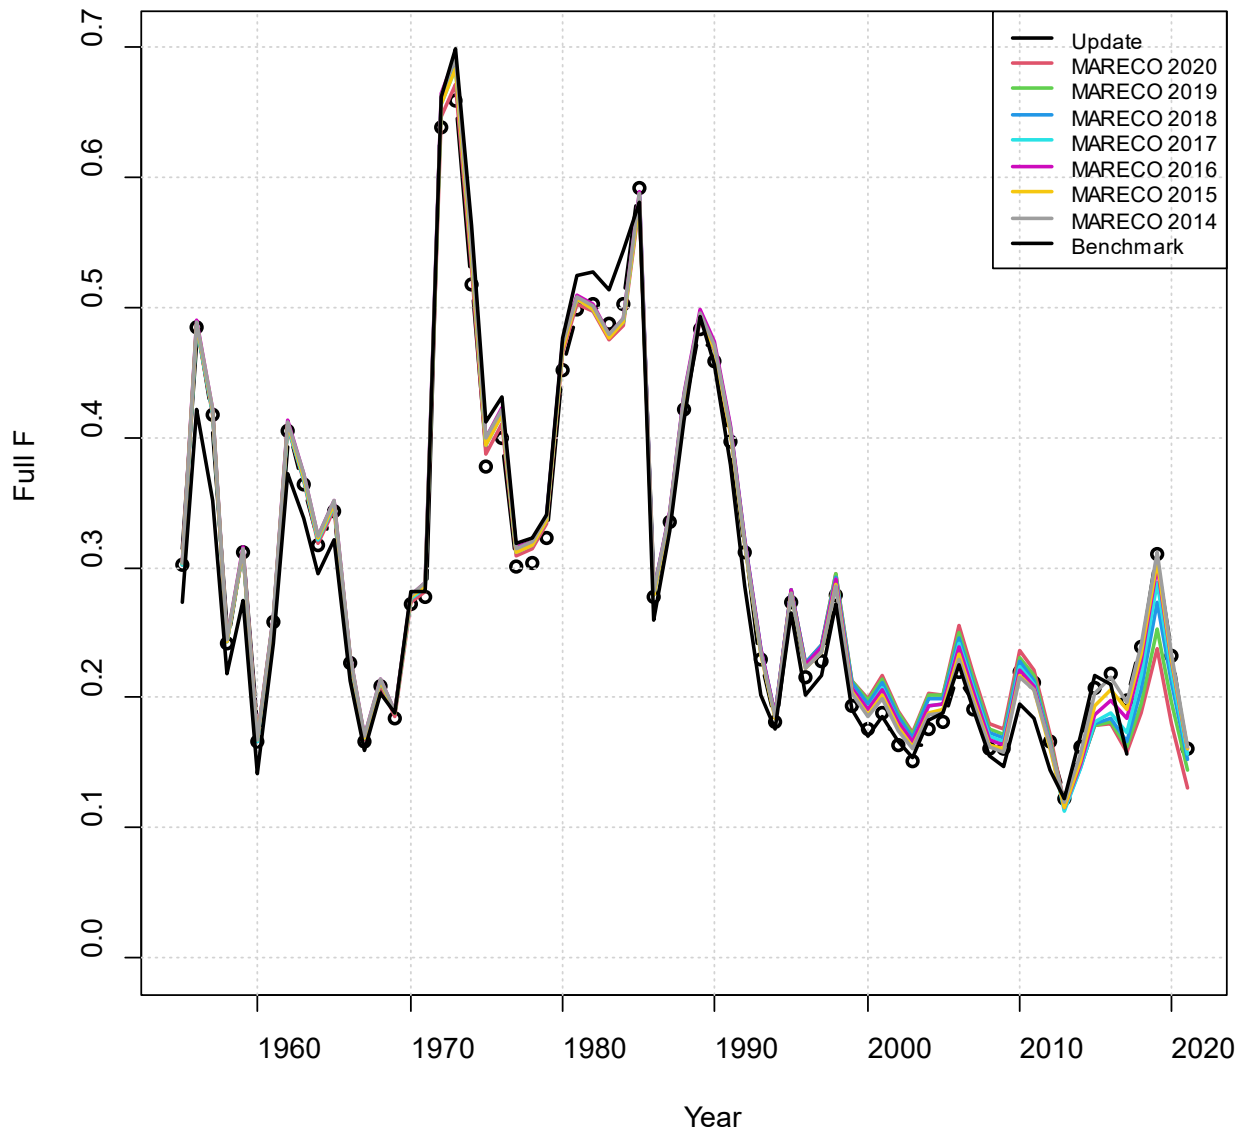 0.7
0.6
0.5
0.4
0.3
0.2
0.1
0.0
Full F
Update
MARECO 2020
MARECO 2019
MARECO 2018
MARECO 2017
MARECO 2016
MARECO 2015
MARECO 2014
Benchmark
1960 1970 1980 1990 2000 2010 2020
Year